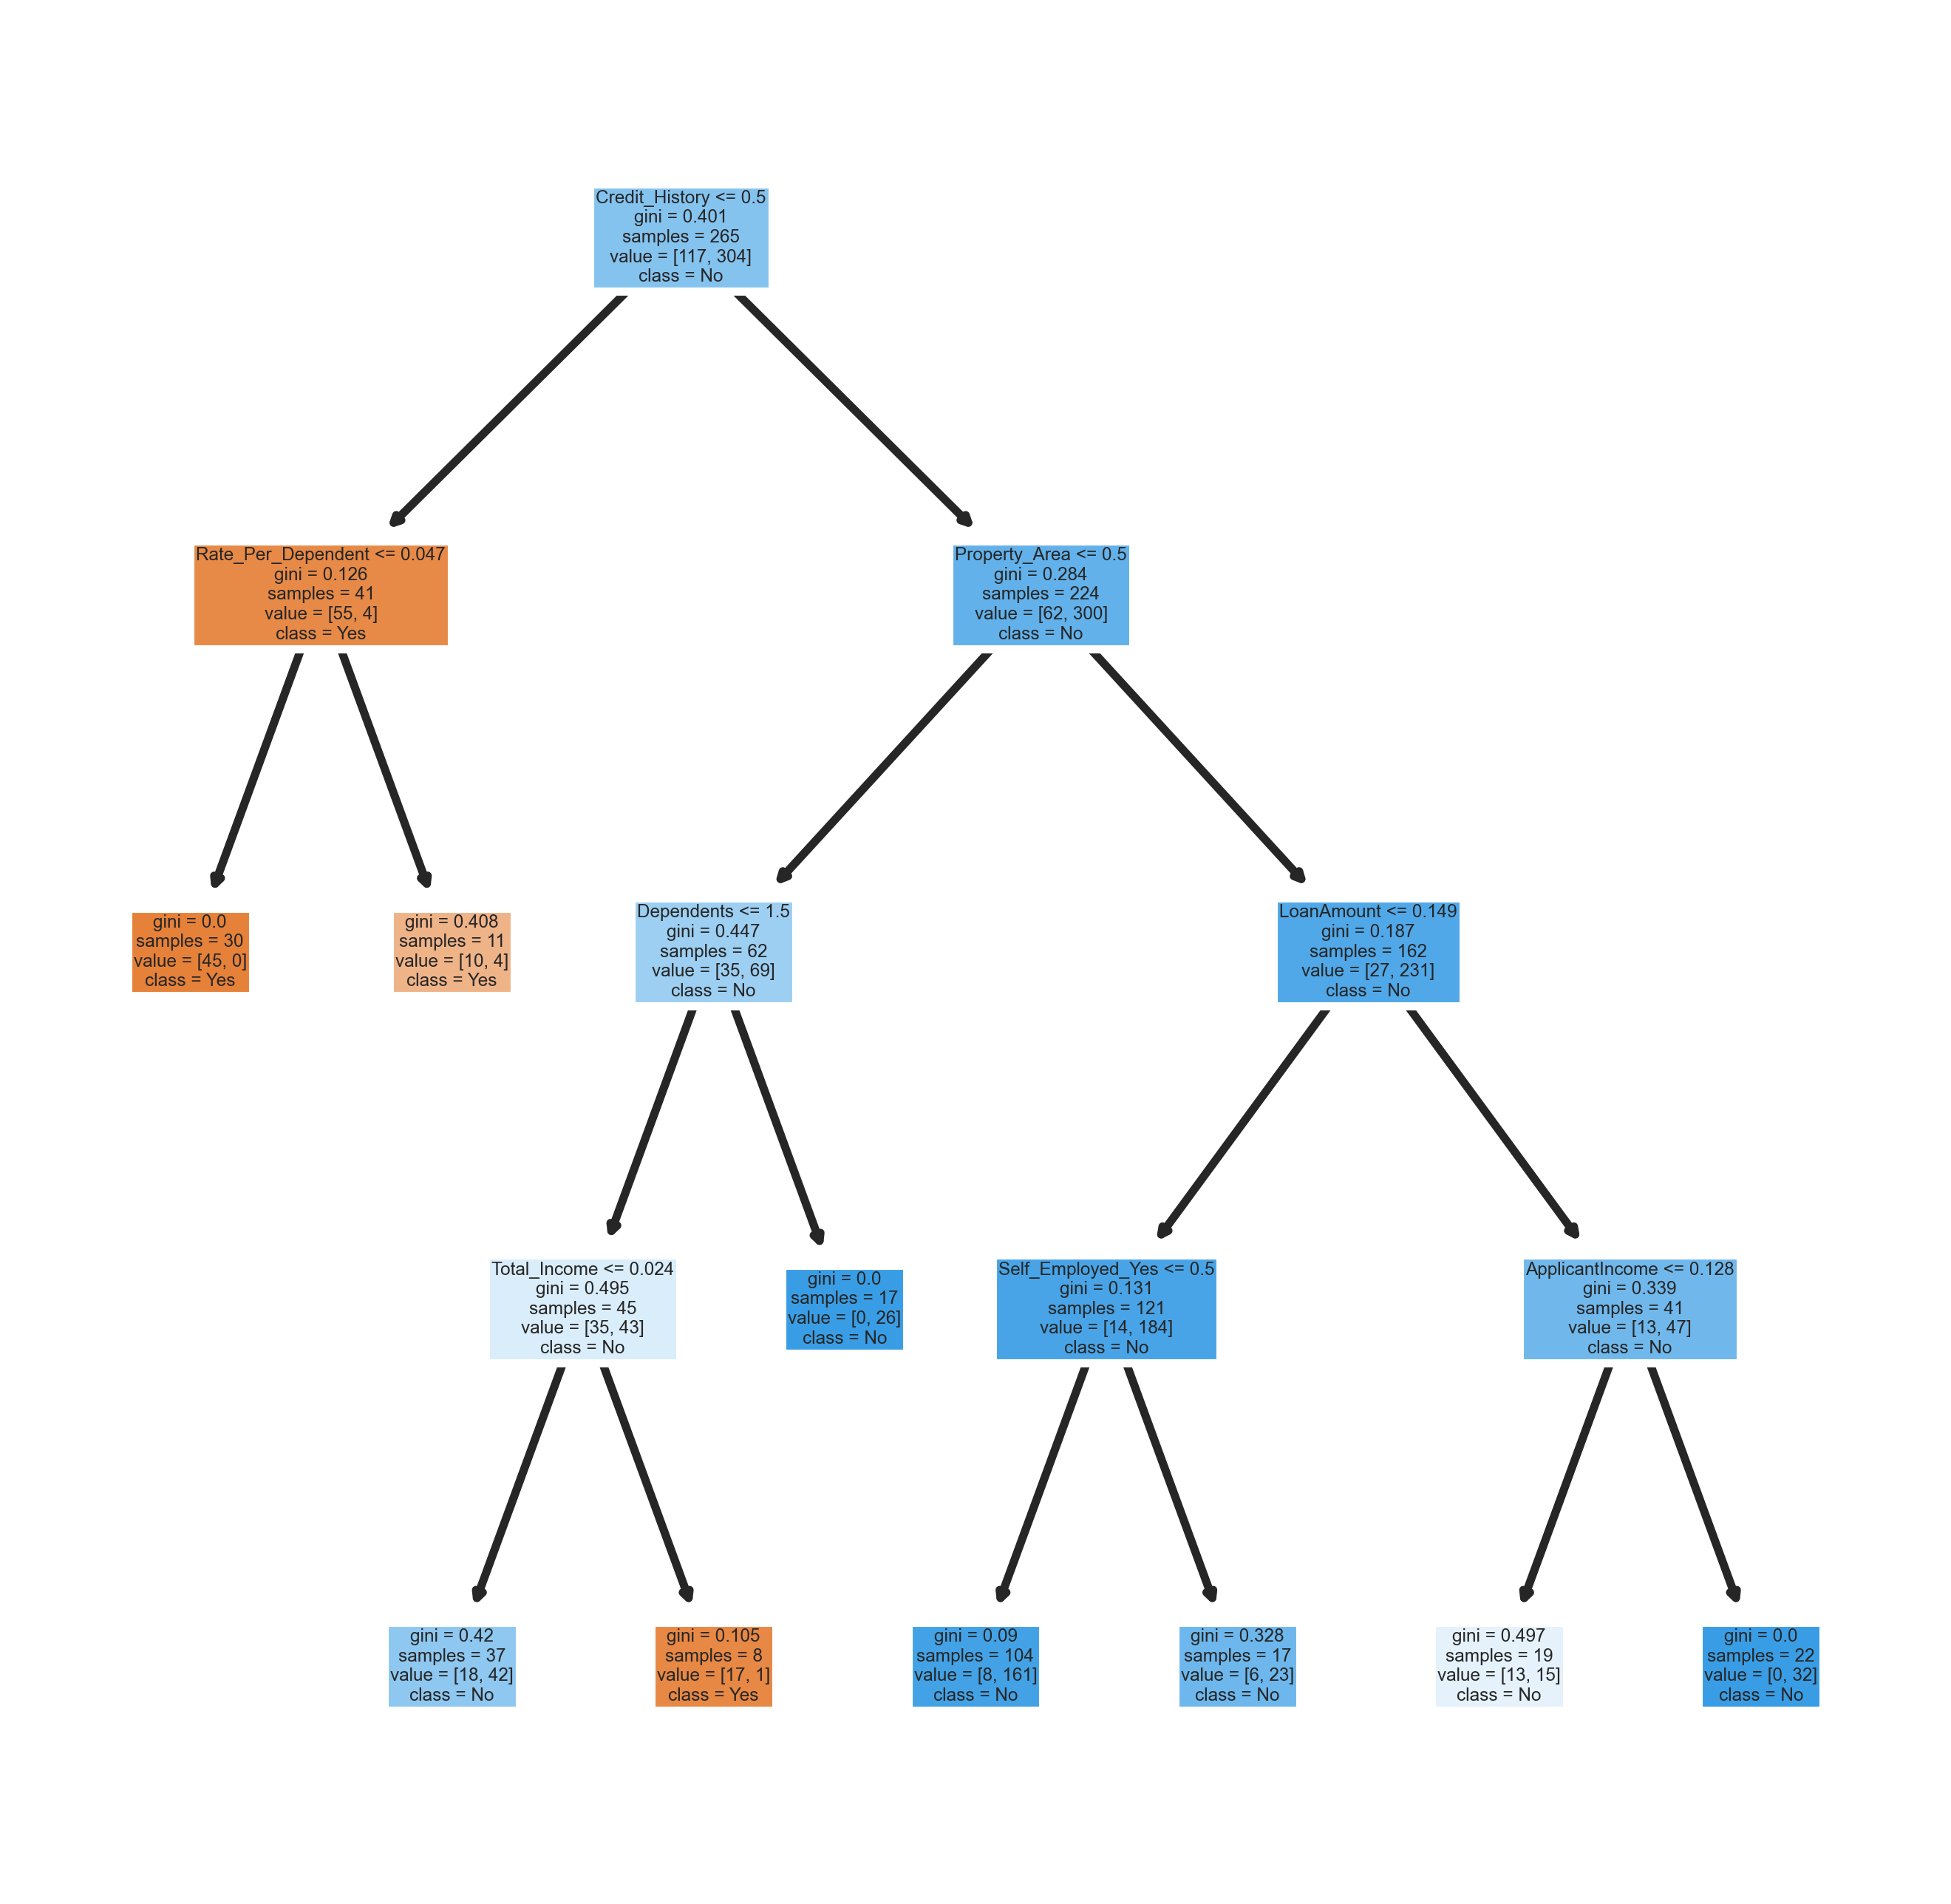 Credit_History <= 0.5
gini = 0.401
samples = 265
value = [117, 304]
class = No
Rate_Per_Dependent <= 0.047
gini = 0.126
samples = 41
value = [55, 4]
class = Yes
Property_Area <= 0.5
gini = 0.284
samples = 224
value = [62, 300]
class = No
gini = 0.0
samples = 30
value = [45, 0]
class = Yes
gini = 0.408
samples = 11
value = [10, 4]
class = Yes
Dependents <= 1.5
gini = 0.447
samples = 62
value = [35, 69]
class = No
LoanAmount <= 0.149
gini = 0.187
samples = 162
value = [27, 231]
class = No
Total_Income <= 0.024
gini = 0.495
samples = 45
value = [35, 43]
class = No
gini = 0.0
samples = 17
value = [0, 26]
class = No
Self_Employed_Yes <= 0.5
gini = 0.131
samples = 121
value = [14, 184]
class = No
ApplicantIncome <= 0.128
gini = 0.339
samples = 41
value = [13, 47]
class = No
gini = 0.42
samples = 37
value = [18, 42]
class = No
gini = 0.105
samples = 8
value = [17, 1]
class = Yes
gini = 0.09
samples = 104
value = [8, 161]
class = No
gini = 0.328
samples = 17
value = [6, 23]
class = No
gini = 0.497
samples = 19
value = [13, 15]
class = No
gini = 0.0
samples = 22
value = [0, 32]
class = No